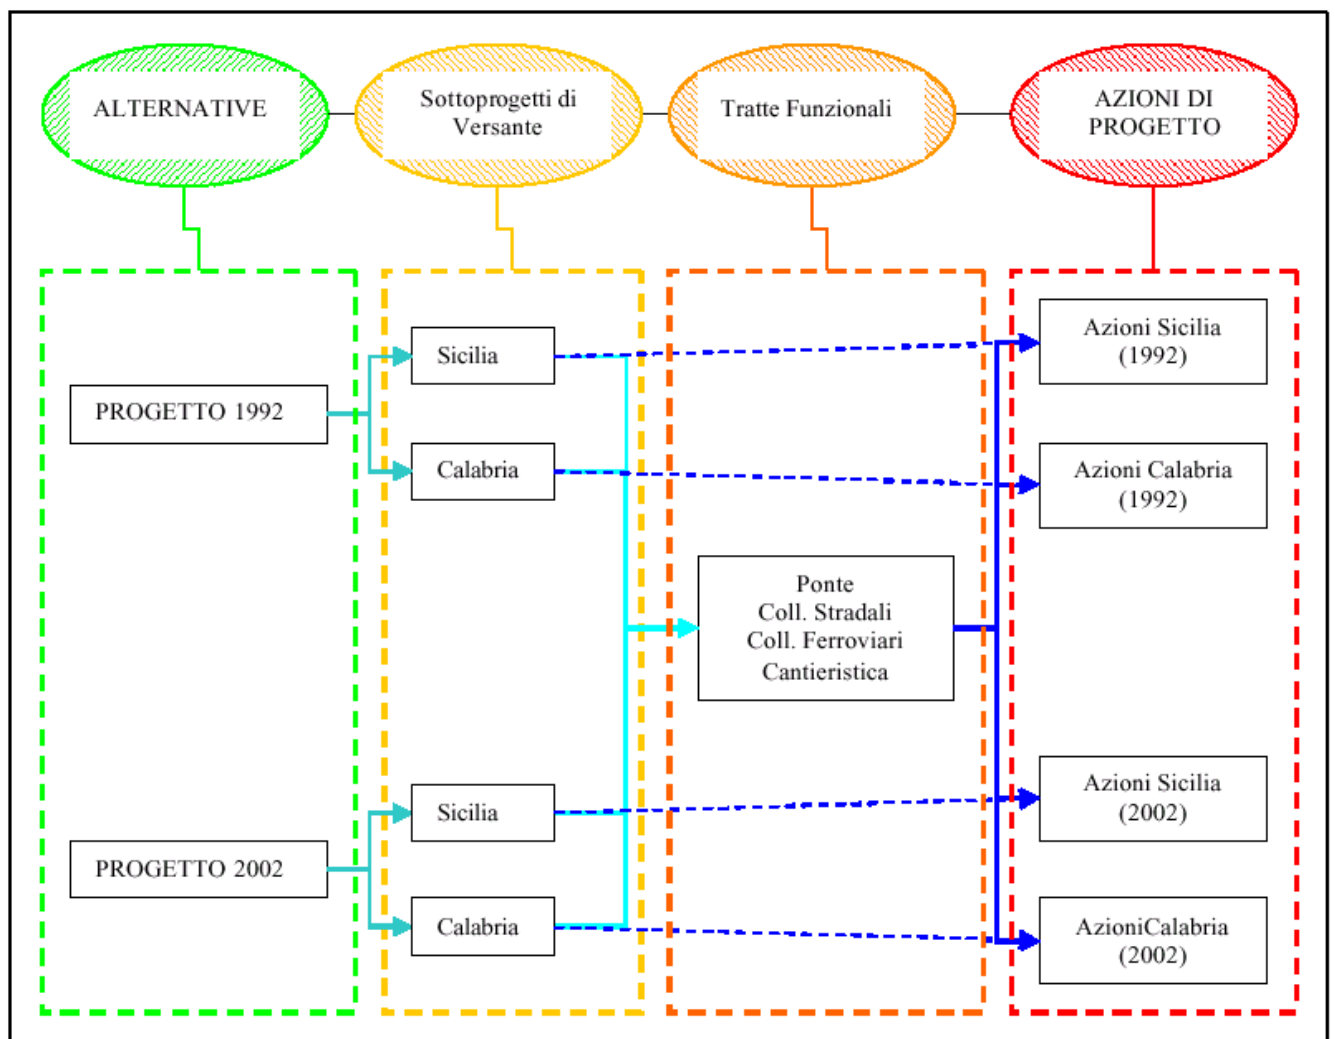 ALTERNATIVE
Sottoprogetti di
Versante
Tratte Funzionali
AZIONI DI
PROGETTO
PROGETTO 1992
Sicilia
Calabria
PROGETTO 2002
Sicilia
Calabria
Ponte
Coll. Stradali
Coll. Ferroviari
Cantieristica
Azioni Sicilia
(1992)
Azioni Calabria
(1992)
Azioni Sicilia
(2002)
AzioniCalabria
(2002)